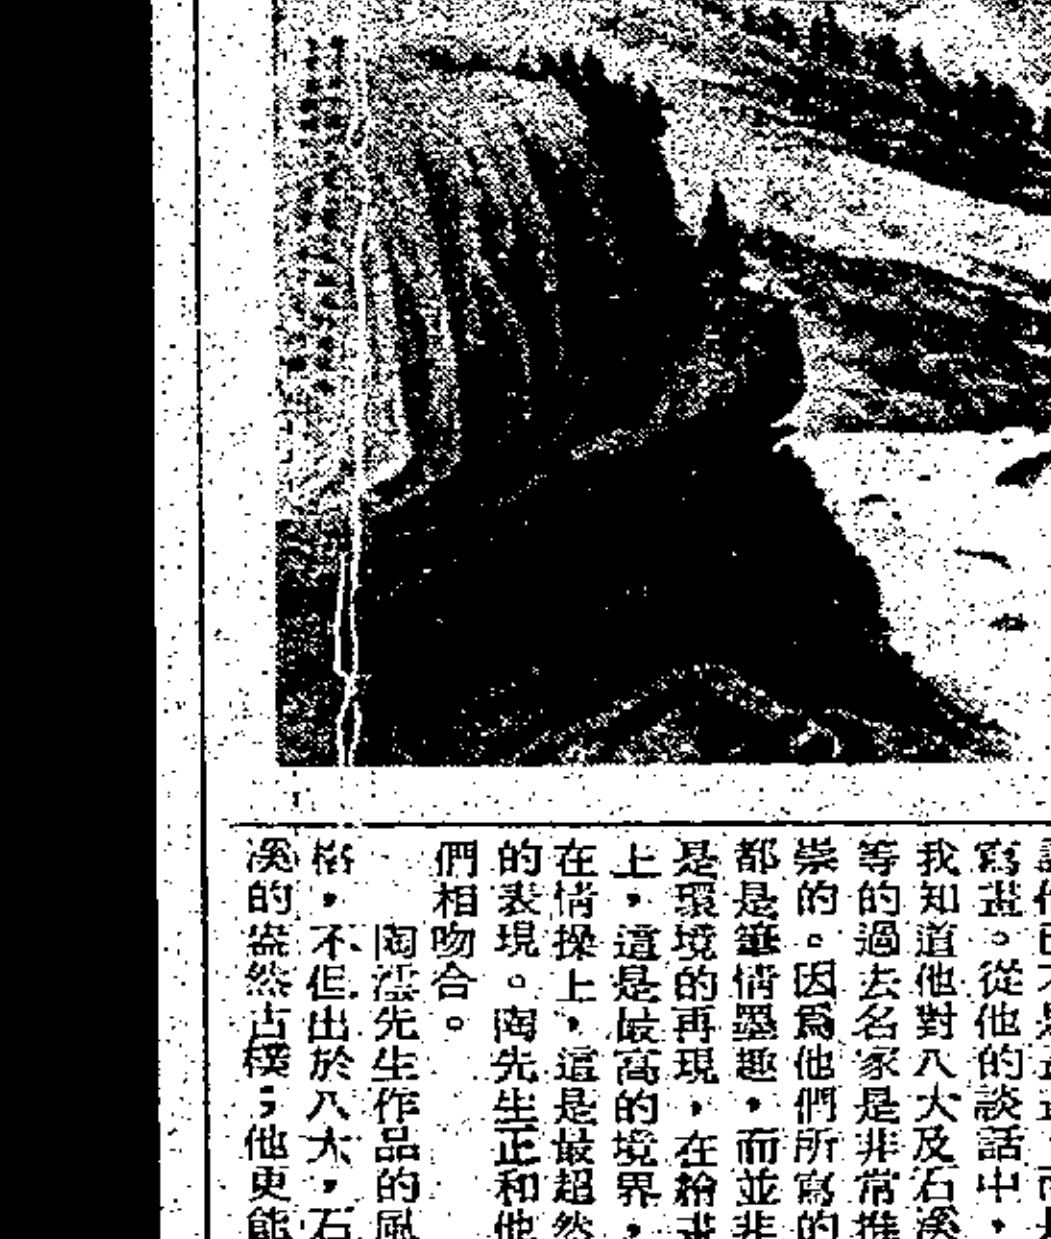 寫畫。從他的談話中，
我知道他對八大及石溪
等的過去名家是非常推
崇的。因爲他們所寫的
都是筆情墨趣，而並非
是環境的再現，在繪畫
上，這是最高的境界，
在情操上，這是最超然
的表現。陶先生正和他
們相吻合。
陶先生作品的風
格，不但出於八大，石
溪的盎然古樸；他更能